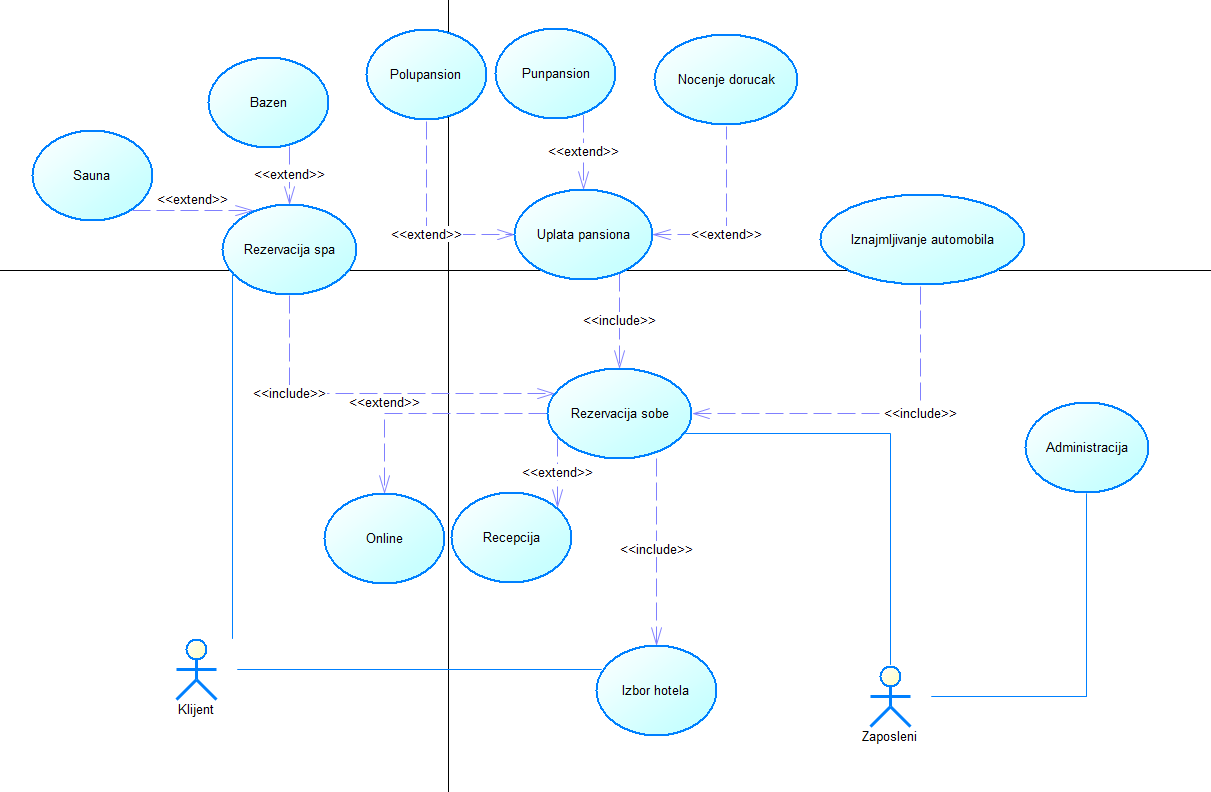 Polupansion
Punpansion
Nocenje dorucak
Bazen
<<extend>>
<<extend>>
Sauna
<<extend>>
<<extend>>
Uplata pansiona
<<extend>>
Iznajmljivanje automobila
Rezervacija spa
<<include>>
<<include>>
<<extend>>
Rezervacija sobe
<<include>>
Administracija
<<extend>>
Online
Recepcija
<<include>>
Izbor hotela
Klijent
Zaposleni